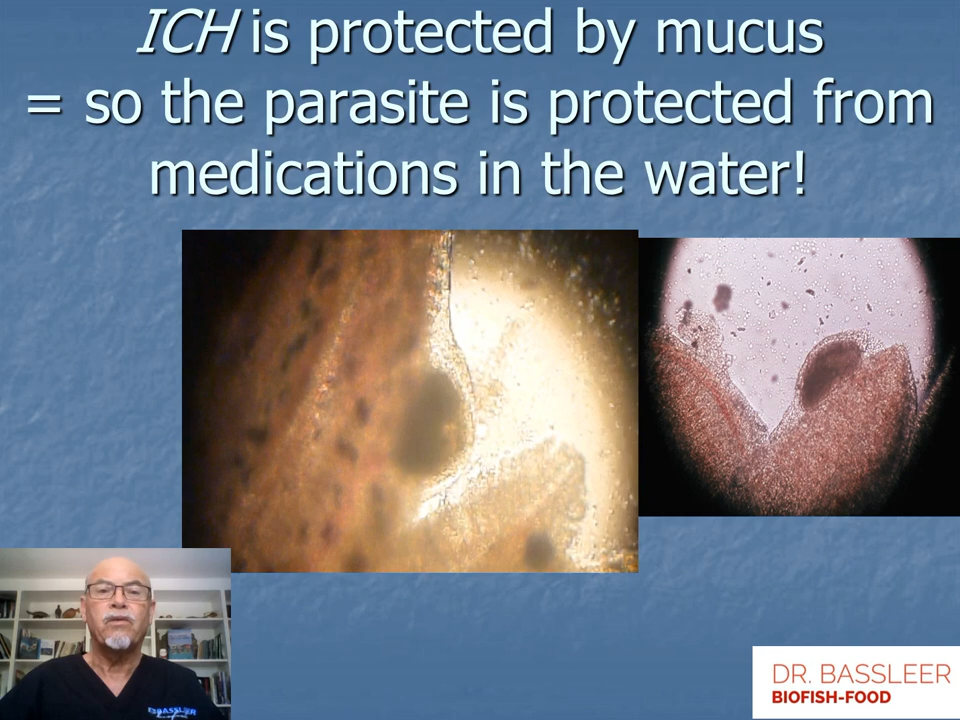 ICH is protected by mucus
= so the parasite is protected from
medications in the water!
DR. BASSLEER
BIOFISH-FOOD